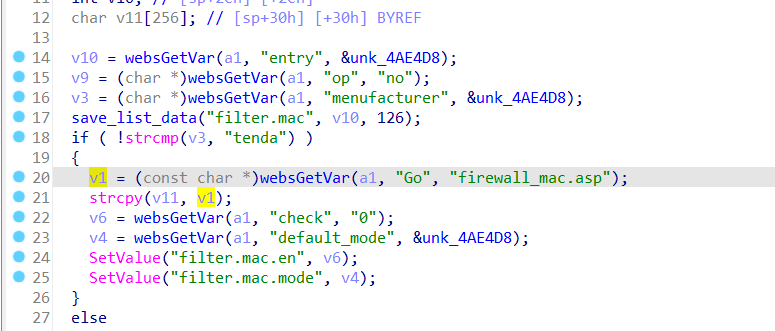 12 char v11[256]; // [sp+30h] [+30h] BYREF
13
14 v10 = websGetVar(a1, "entry", &unk_4AE4D8);
15 v9 = (char *)websGetVar(a1, "op", "no");
16 v3 = (char *)websGetVar(a1, "menufacturer", &unk_4AE4D8);
17 save_list_data("filter.mac", v10, 126);
18 if ( !strcmp(v3, "tenda") )
19 {
20 v1 = (const char *)websGetVar(a1, "Go", "firewall_mac.asp");
21 strcpy(v11, v1);
22 v6 = websGetVar(a1, "check", "0");
23 v4 = websGetVar(a1, "default_mode", &unk_4AE4D8);
24 SetValue("filter.mac.en", v6);
25 SetValue("filter.mac.mode", v4);
26 }
27 else